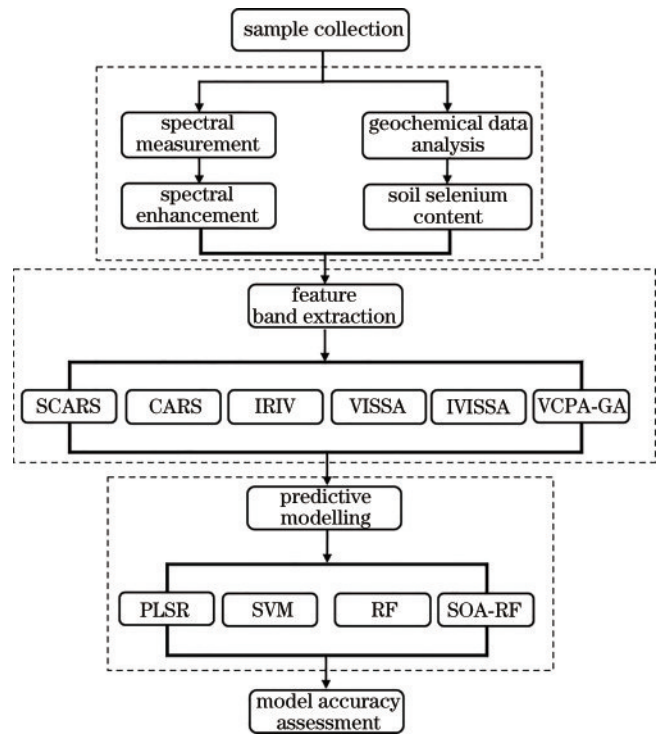 sample collection
spectral
measurement
geochemical data
analysis
spectral
enhancement
soil selenium
content
feature
band extraction
SCARS
CARS
IRIV
VISSA
IVISSA
VCPA-GA
predictive
modelling
PLSR
SVM
RF
SOA-RF
model accuracy
assessment